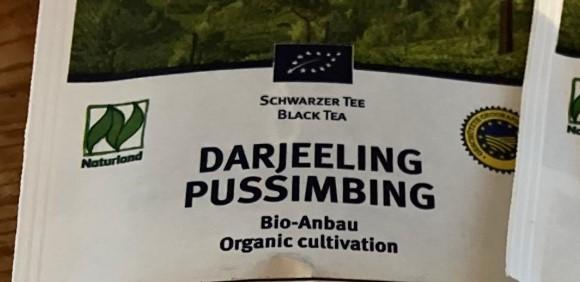 SCHWARZER TEE
BLACK TEA
Naturland
DARJEELING
PUSSIMBING
Bio-Anbau
Organic cultivation